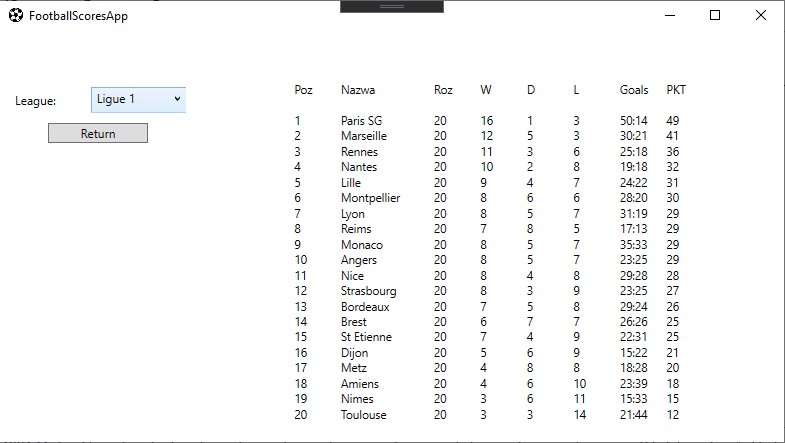 FootballScoresApp
League: Ligue 1
Return
Poz Nazwa Roz W D L Goals PKT
1 Paris SG 20 16 1 3 50:14 49
2 Marseille 20 12 5 3 30:21 41
3 Rennes 20 11 3 6 25:18 36
4 Nantes 20 10 2 8 19:18 32
5 Lille 20 9 4 7 24:22 31
6 Montpellier 20 8 6 6 28:20 30
7 Lyon 20 8 5 7 31:19 29
8 Reims 20 7 8 5 17:13 29
9 Monaco 20 8 5 7 35:33 29
10 Angers 20 8 5 7 23:25 29
11 Nice 20 8 4 8 29:28 28
12 Strasbourg 20 8 3 9 23:25 27
13 Bordeaux 20 7 5 8 29:24 26
14 Brest 20 6 7 7 26:26 25
15 St Etienne 20 7 4 9 22:31 25
16 Dijon 20 5 6 9 15:22 21
17 Metz 20 4 8 8 18:28 20
18 Amiens 20 4 6 10 23:39 18
19 Nimes 20 3 6 11 15:33 15
20 Toulouse 20 3 3 14 21:44 12